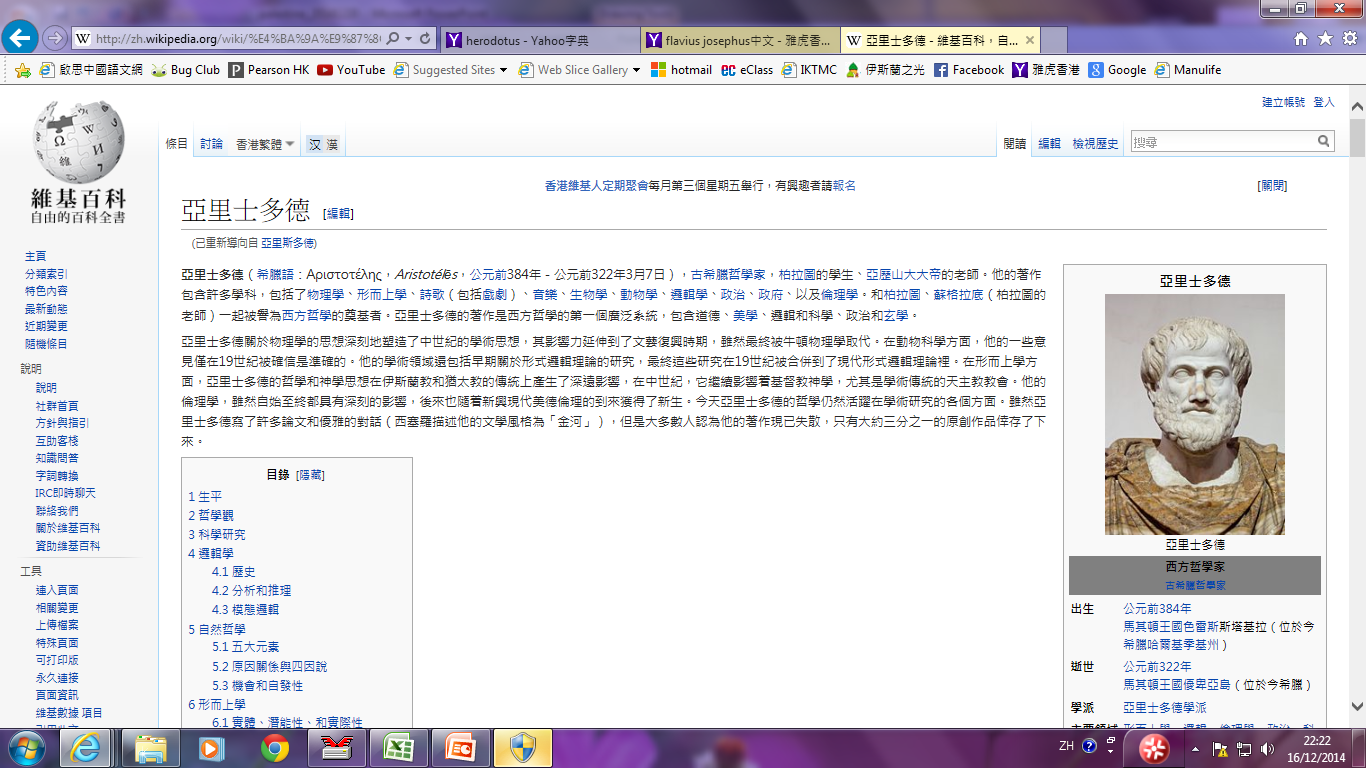 http://zh.wikipedia.org/wiki/%E4%BA%9A%E9%87%8
herodotus - Yahoo字典
flavius josephus中文 - 雅虎香...
亞里士多德 - 維基百科，自...
啟思中國語文網 Bug Club Pearson HK YouTube Suggested Sites Web Slice Gallery hotmail eClass IKTMC 伊斯蘭之光 Facebook 雅虎香港 Google Manulife
建立帳號 登入
條目 討論 香港繁體 汉 漢 閱讀 編輯 檢視歷史 搜尋
維基百科
自由的百科全書
香港維基人定期聚會每月第三個星期五舉行，有興趣者請報名 [關閉]
亞里士多德 [編輯]
(已重新導向自 亞里斯多德)
亞里士多德（希臘語：Αριστοτέλης，Aristotélēs，公元前384年－公元前322年3月7日），古希臘哲學家，柏拉圖的學生、亞歷山大大帝的老師。他的著作
包含許多學科，包括了物理學、形而上學、詩歌（包括戲劇）、音樂、生物學、動物學、邏輯學、政治、政府、以及倫理學。和柏拉圖、蘇格拉底（柏拉圖的
老師）一起被譽為西方哲學的奠基者。亞里士多德的著作是西方哲學的第一個廣泛系統，包含道德、美學、邏輯和科學、政治和玄學。
亞里士多德關於物理學的思想深刻地塑造了中世紀的學術思想，其影響力延伸到了文藝復興時期，雖然最終被牛頓物理學取代。在動物科學方面，他的一些意
見僅在19世紀被確信是準確的。他的學術領域還包括早期關於形式邏輯理論的研究，最終這些研究在19世紀被合併到了現代形式邏輯理論裡。在形而上學方
面，亞里士多德的哲學和神學思想在伊斯蘭教和猶太教的傳統上產生了深遠影響，在中世紀，它繼續影響着基督教神學，尤其是學術傳統的天主教教會。他的
倫理學，雖然自始至終都具有深刻的影響，後來也隨着新興現代美德倫理的到來獲得了新生。今天亞里士多德的哲學仍然活躍在學術研究的各個方面。雖然亞
里士多德寫了許多論文和優雅的對話（西塞羅描述他的文學風格為「金河」），但是大多數人認為他的著作現已失散，只有大約三分之一的原創作品倖存了下
來。
目錄 [隱藏]
1 生平
2 哲學觀
3 科學研究
4 邏輯學
4.1 歷史
4.2 分析和推理
4.3 模態邏輯
5 自然哲學
5.1 五大元素
5.2 原因關係與四因說
5.3 機會和自發性
6 形而上學
6.1 實體、潛能性、和實際性
亞里士多德
亞里士多德
西方哲學家
古希臘哲學家
出生 公元前384年
馬其頓王國色雷斯斯塔基拉（位於今
希臘哈爾基季基州）
逝世 公元前322年
馬其頓王國優卑亞島（位於今希臘）
學派 亞里士多德學派
主要領域 形而上學、邏輯、倫理學、政治、科
主頁
分類索引
特色內容
最新動態
近期變更
隨機條目
說明
說明
社群首頁
方針與指引
互助客棧
知識問答
字詞轉換
IRC即時聊天
聯絡我們
關於維基百科
資助維基百科
工具
連入頁面
相關變更
上傳檔案
特殊頁面
可打印版
永久連接
頁面資訊
維基數據 項目
引用此文
ZH
22:22
16/12/2014